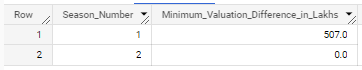 Row Season_Number Minimum_Valuation_Difference_in_Lakhs
1 1 507.0
2 2 0.0